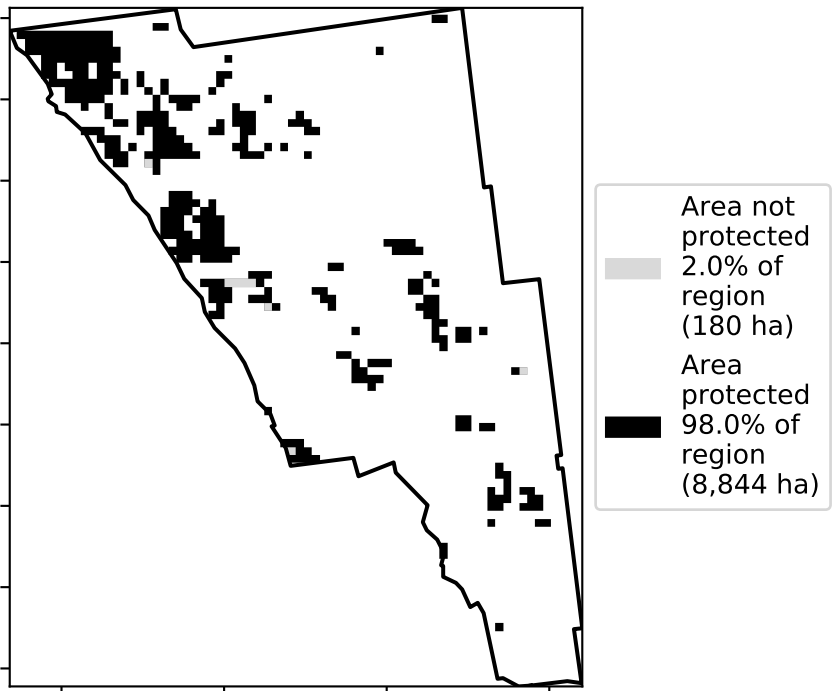 Area not
protected
2.0% of
region
(180 ha)
Area
protected
98.0% of
region
(8,844 ha)